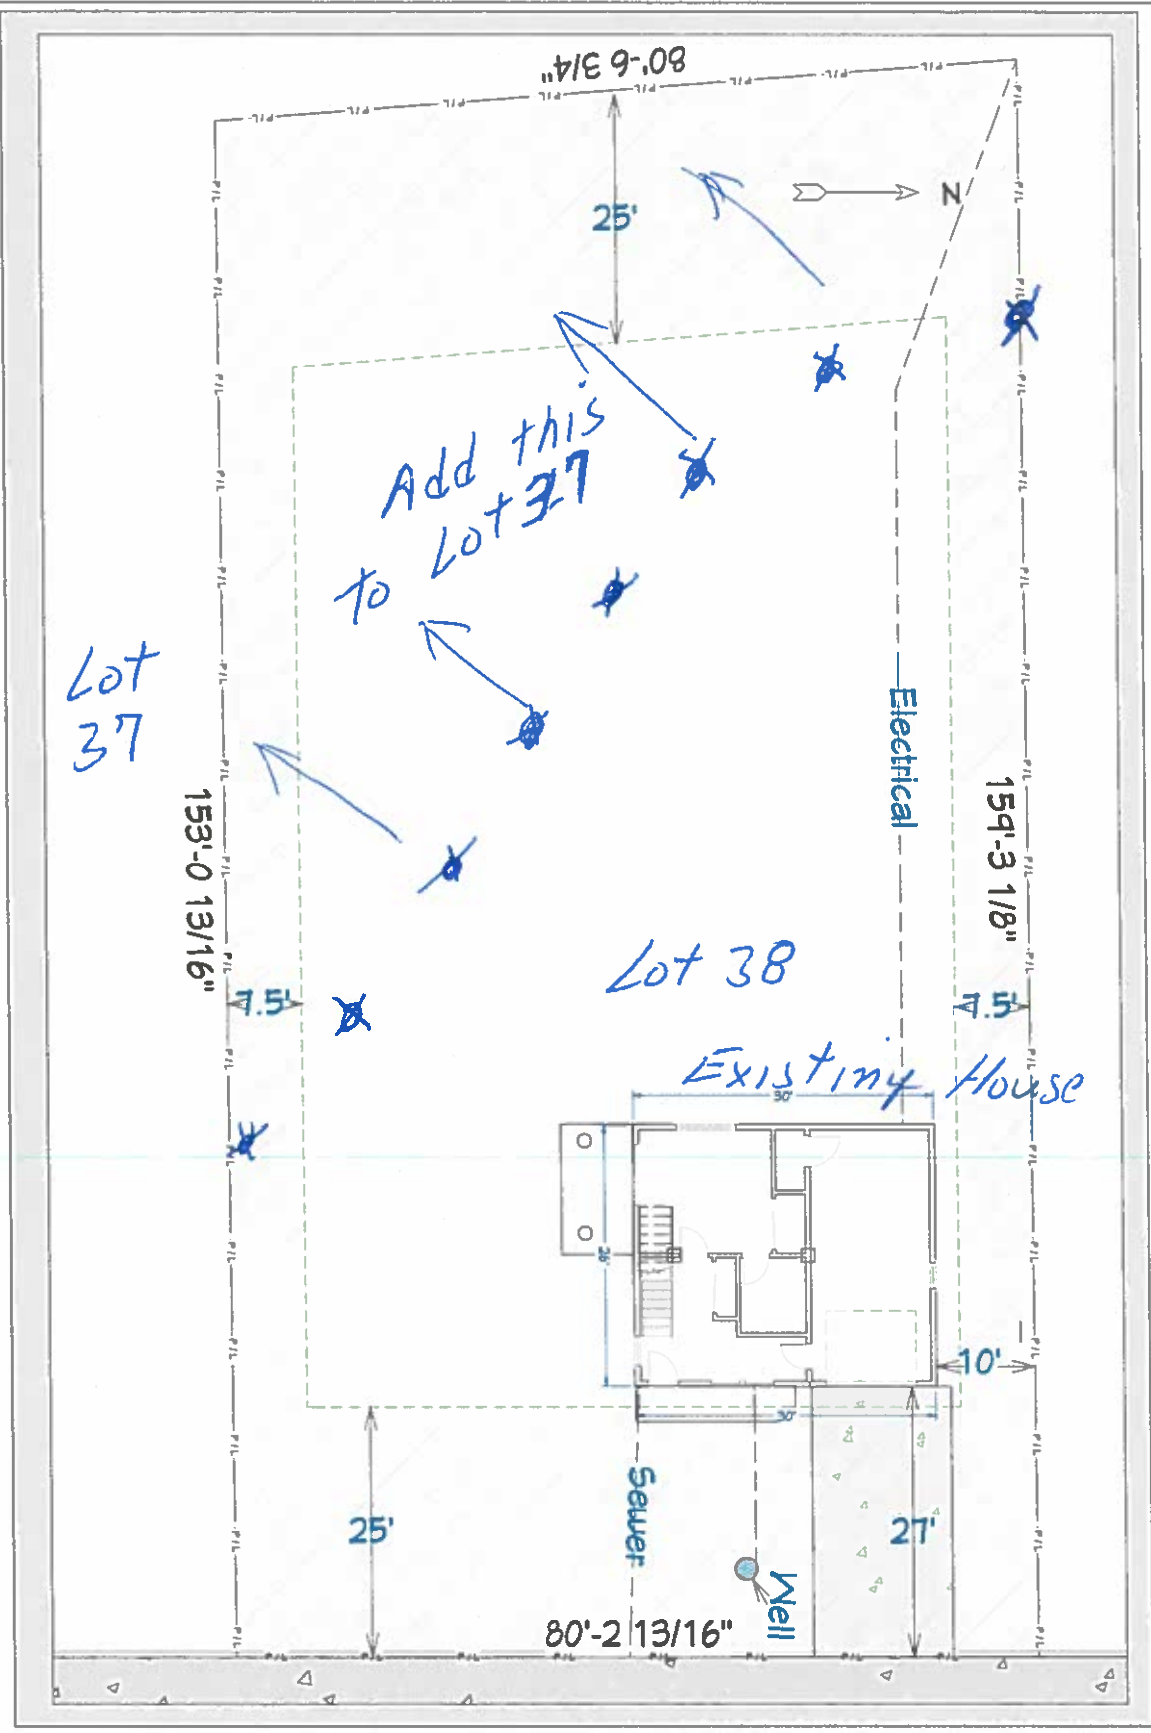 80'-6 3/4"
25'
N
Add this
to Lot 37
Lot
37
Electrical
153'-0 13/16"
159'-3 1/8"
Lot 38
7.5'
7.5'
Existing House
30'
26'
10'
30'
Sewer
25'
27'
Well
80'-2 13/16"
P/L